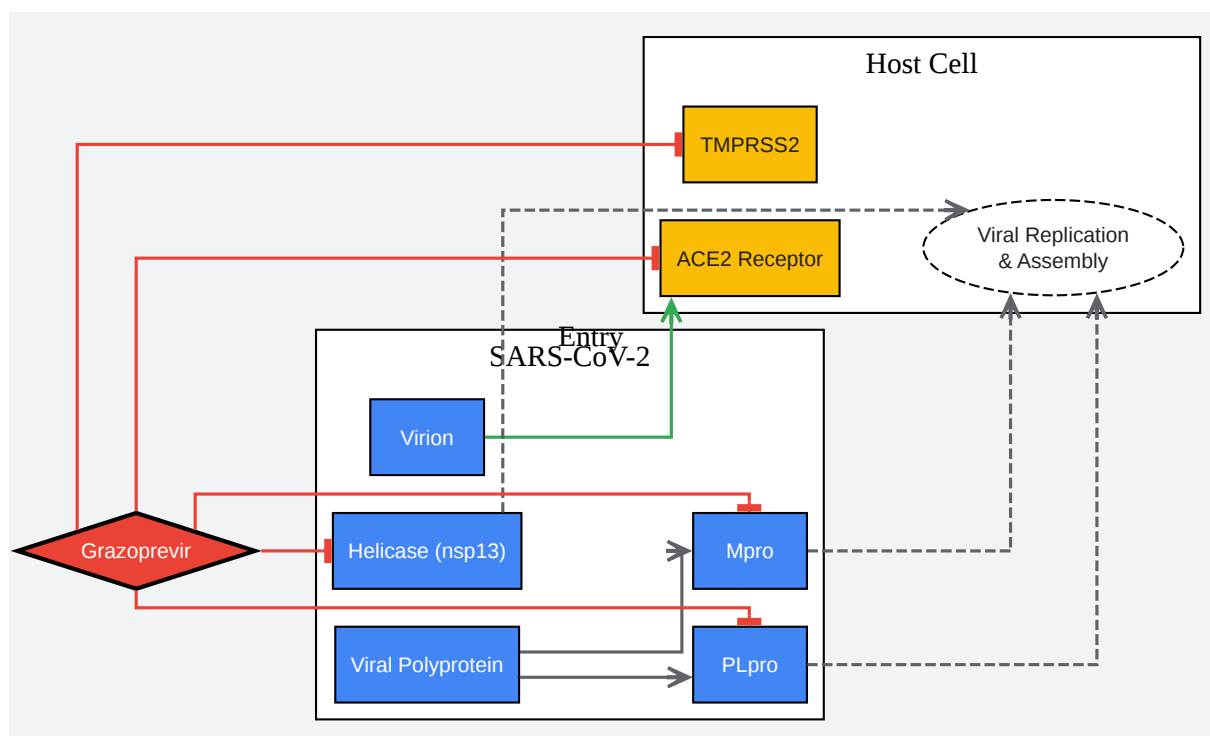 Host Cell
TMPRSS2
ACE2 Receptor
Viral Replication
& Assembly
Entry
SARS-CoV-2
Virion
Grazoprevir
Helicase (nsp13)
Mpro
Viral Polyprotein
PLpro